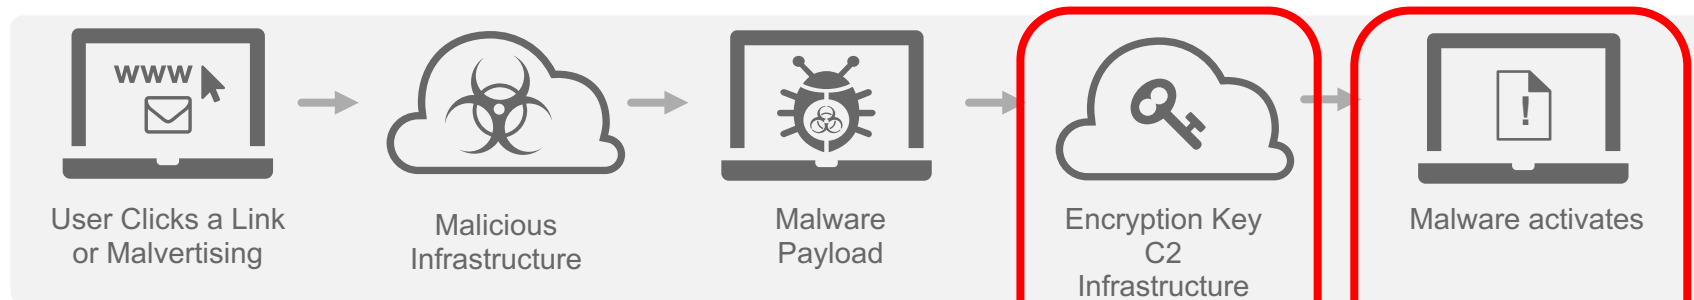 www
!
User Clicks a Link
or Malvertising
Malicious
Infrastructure
Malware
Payload
Encryption Key
C2
Infrastructure
Malware activates